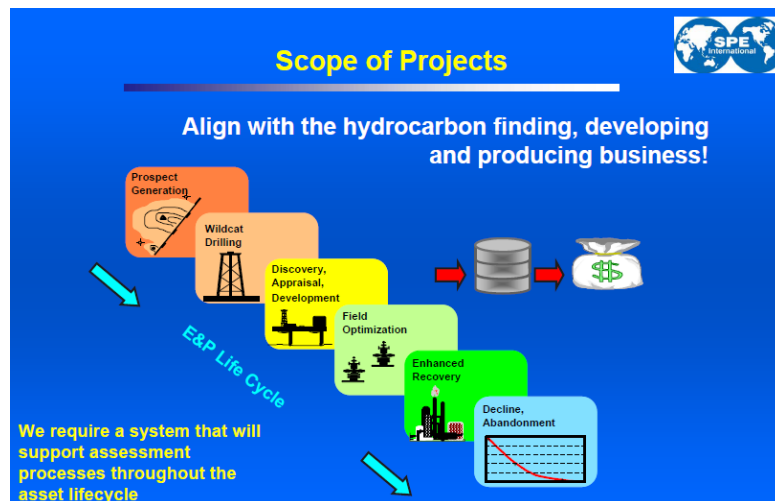 Scope of Projects
SPE
International
Align with the hydrocarbon finding, developing
and producing business!
Prospect
Generation
Wildcat
Drilling
Discovery,
Appraisal,
Development
Field
Optimization
Enhanced
Recovery
Decline,
Abandonment
$
E&P Life Cycle
We require a system that will
support assessment
processes throughout the
asset lifecycle